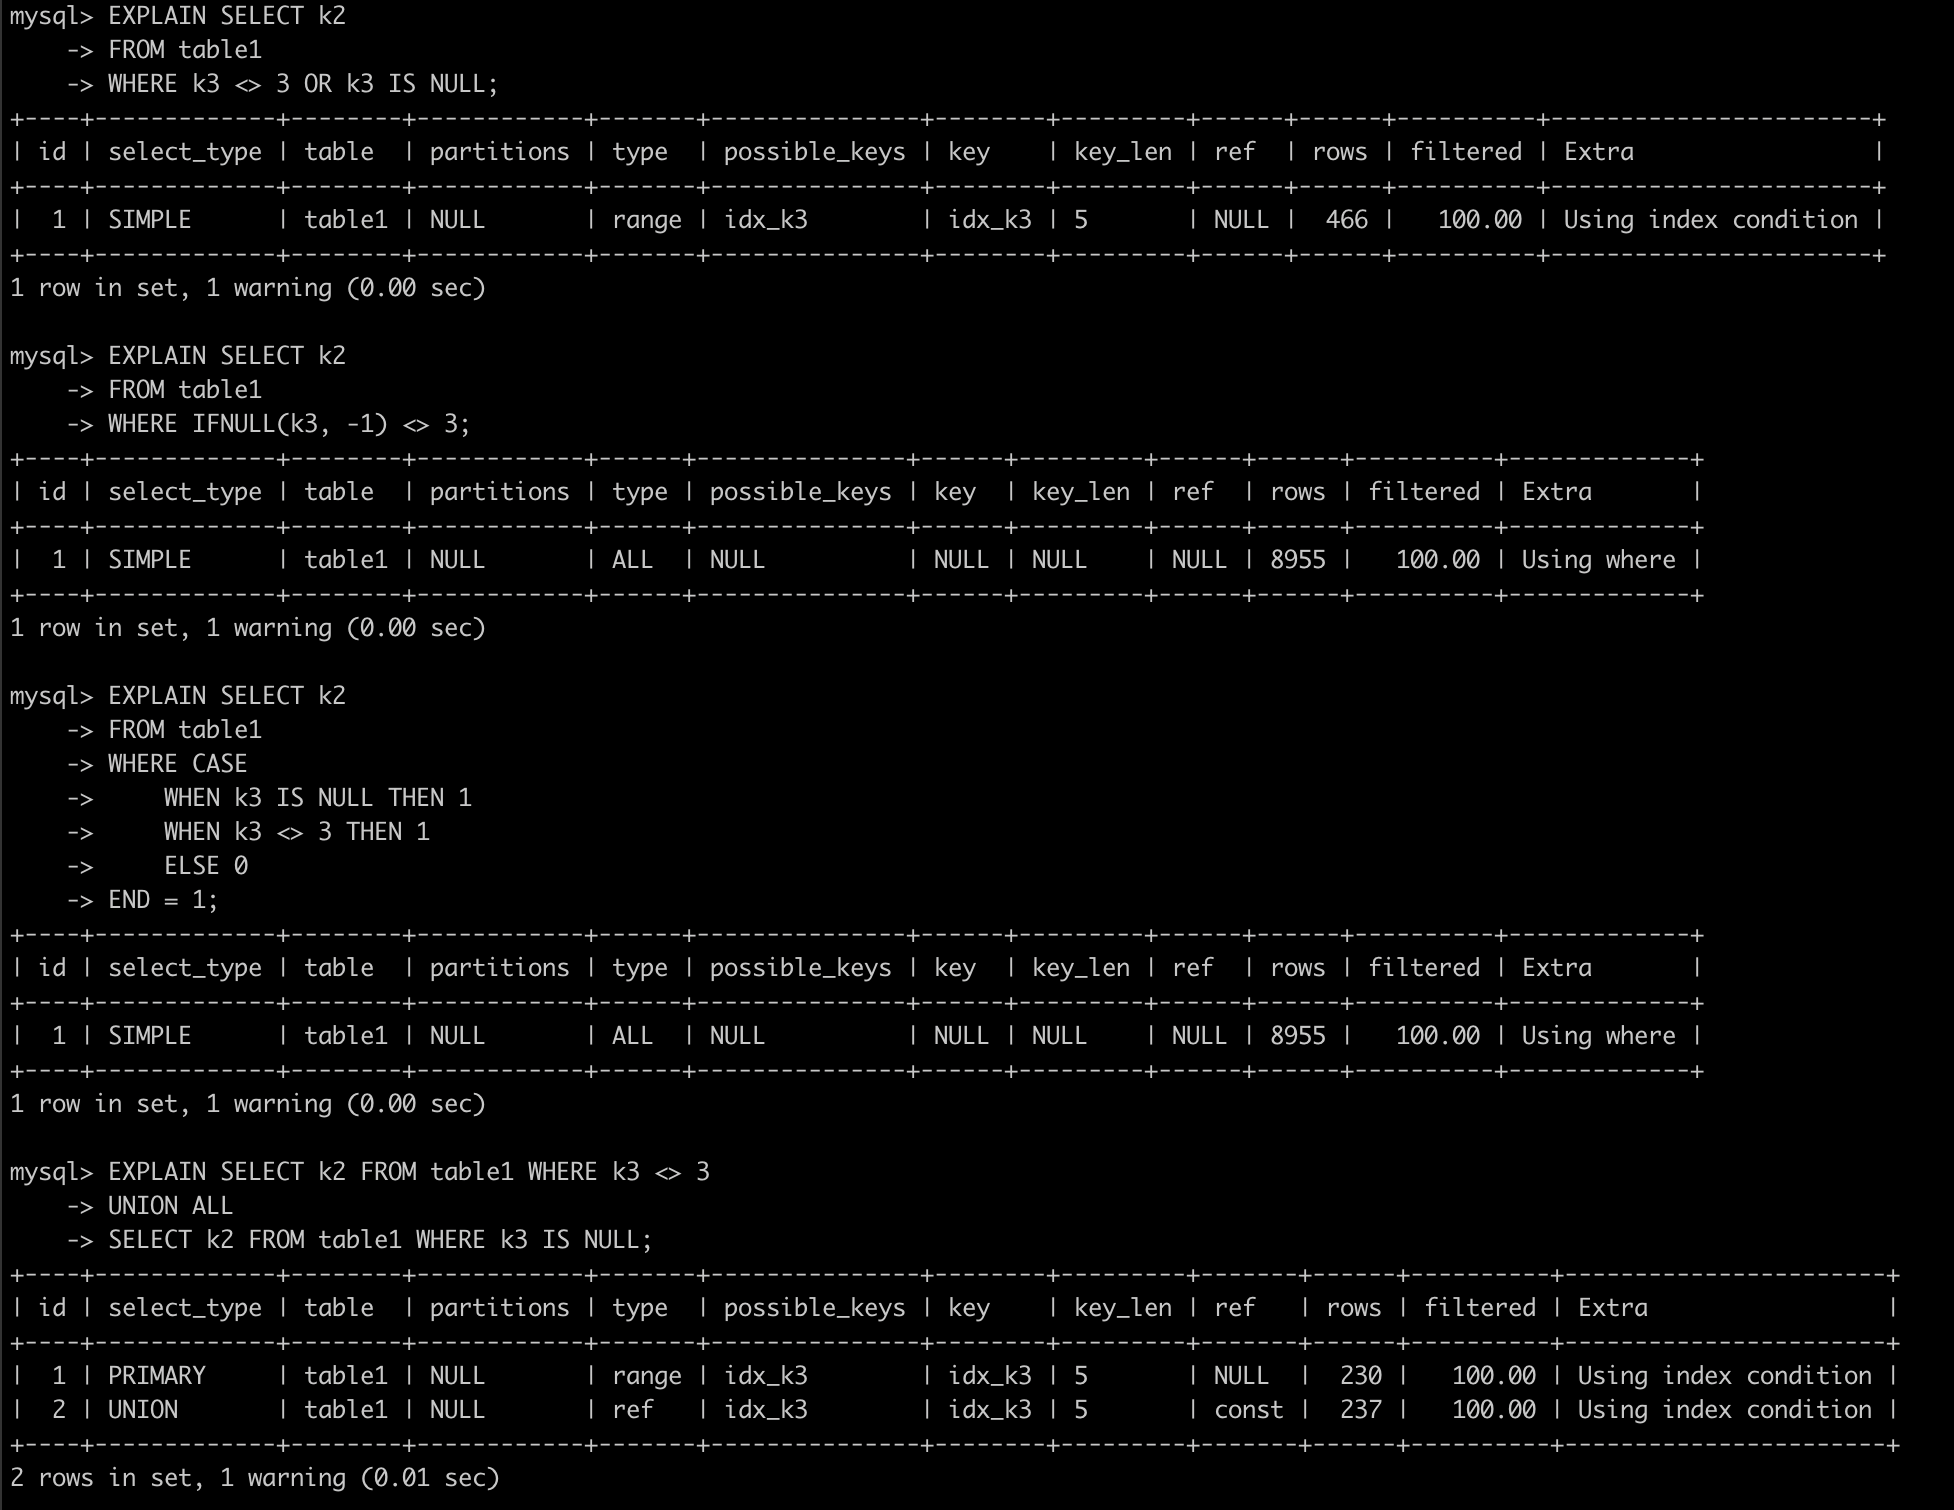 mysql> EXPLAIN SELECT k2
    -> FROM table1
    -> WHERE k3 <> 3 OR k3 IS NULL;
+----+-------------+--------+------------+-------+---------------+--------+---------+------+------+----------+-----------------------+
| id | select_type | table  | partitions | type  | possible_keys | key    | key_len | ref  | rows | filtered | Extra                 |
+----+-------------+--------+------------+-------+---------------+--------+---------+------+------+----------+-----------------------+
|  1 | SIMPLE      | table1 | NULL       | range | idx_k3        | idx_k3 | 5       | NULL |  466 |   100.00 | Using index condition |
+----+-------------+--------+------------+-------+---------------+--------+---------+------+------+----------+-----------------------+
1 row in set, 1 warning (0.00 sec)

mysql> EXPLAIN SELECT k2
    -> FROM table1
    -> WHERE IFNULL(k3, -1) <> 3;
+----+-------------+--------+------------+------+---------------+------+---------+------+------+----------+-------------+
| id | select_type | table  | partitions | type | possible_keys | key  | key_len | ref  | rows | filtered | Extra       |
+----+-------------+--------+------------+------+---------------+------+---------+------+------+----------+-------------+
|  1 | SIMPLE      | table1 | NULL       | ALL  | NULL          | NULL | NULL    | NULL | 8955 |   100.00 | Using where |
+----+-------------+--------+------------+------+---------------+------+---------+------+------+----------+-------------+
1 row in set, 1 warning (0.00 sec)

mysql> EXPLAIN SELECT k2
    -> FROM table1
    -> WHERE CASE
    ->     WHEN k3 IS NULL THEN 1
    ->     WHEN k3 <> 3 THEN 1
    ->     ELSE 0
    -> END = 1;
+----+-------------+--------+------------+------+---------------+------+---------+------+------+----------+-------------+
| id | select_type | table  | partitions | type | possible_keys | key  | key_len | ref  | rows | filtered | Extra       |
+----+-------------+--------+------------+------+---------------+------+---------+------+------+----------+-------------+
|  1 | SIMPLE      | table1 | NULL       | ALL  | NULL          | NULL | NULL    | NULL | 8955 |   100.00 | Using where |
+----+-------------+--------+------------+------+---------------+------+---------+------+------+----------+-------------+
1 row in set, 1 warning (0.00 sec)

mysql> EXPLAIN SELECT k2 FROM table1 WHERE k3 <> 3
    -> UNION ALL
    -> SELECT k2 FROM table1 WHERE k3 IS NULL;
+----+-------------+--------+------------+-------+---------------+--------+---------+-------+------+----------+-----------------------+
| id | select_type | table  | partitions | type  | possible_keys | key    | key_len | ref   | rows | filtered | Extra                 |
+----+-------------+--------+------------+-------+---------------+--------+---------+-------+------+----------+-----------------------+
|  1 | PRIMARY     | table1 | NULL       | range | idx_k3        | idx_k3 | 5       | NULL  |  230 |   100.00 | Using index condition |
|  2 | UNION       | table1 | NULL       | ref   | idx_k3        | idx_k3 | 5       | const |  237 |   100.00 | Using index condition |
+----+-------------+--------+------------+-------+---------------+--------+---------+-------+------+----------+-----------------------+
2 rows in set, 1 warning (0.01 sec)